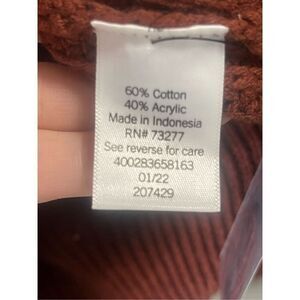 60% Cotton
40% Acrylic
Made in Indonesia
RN# 73277
See reverse for care
400283658163
01/22
207429